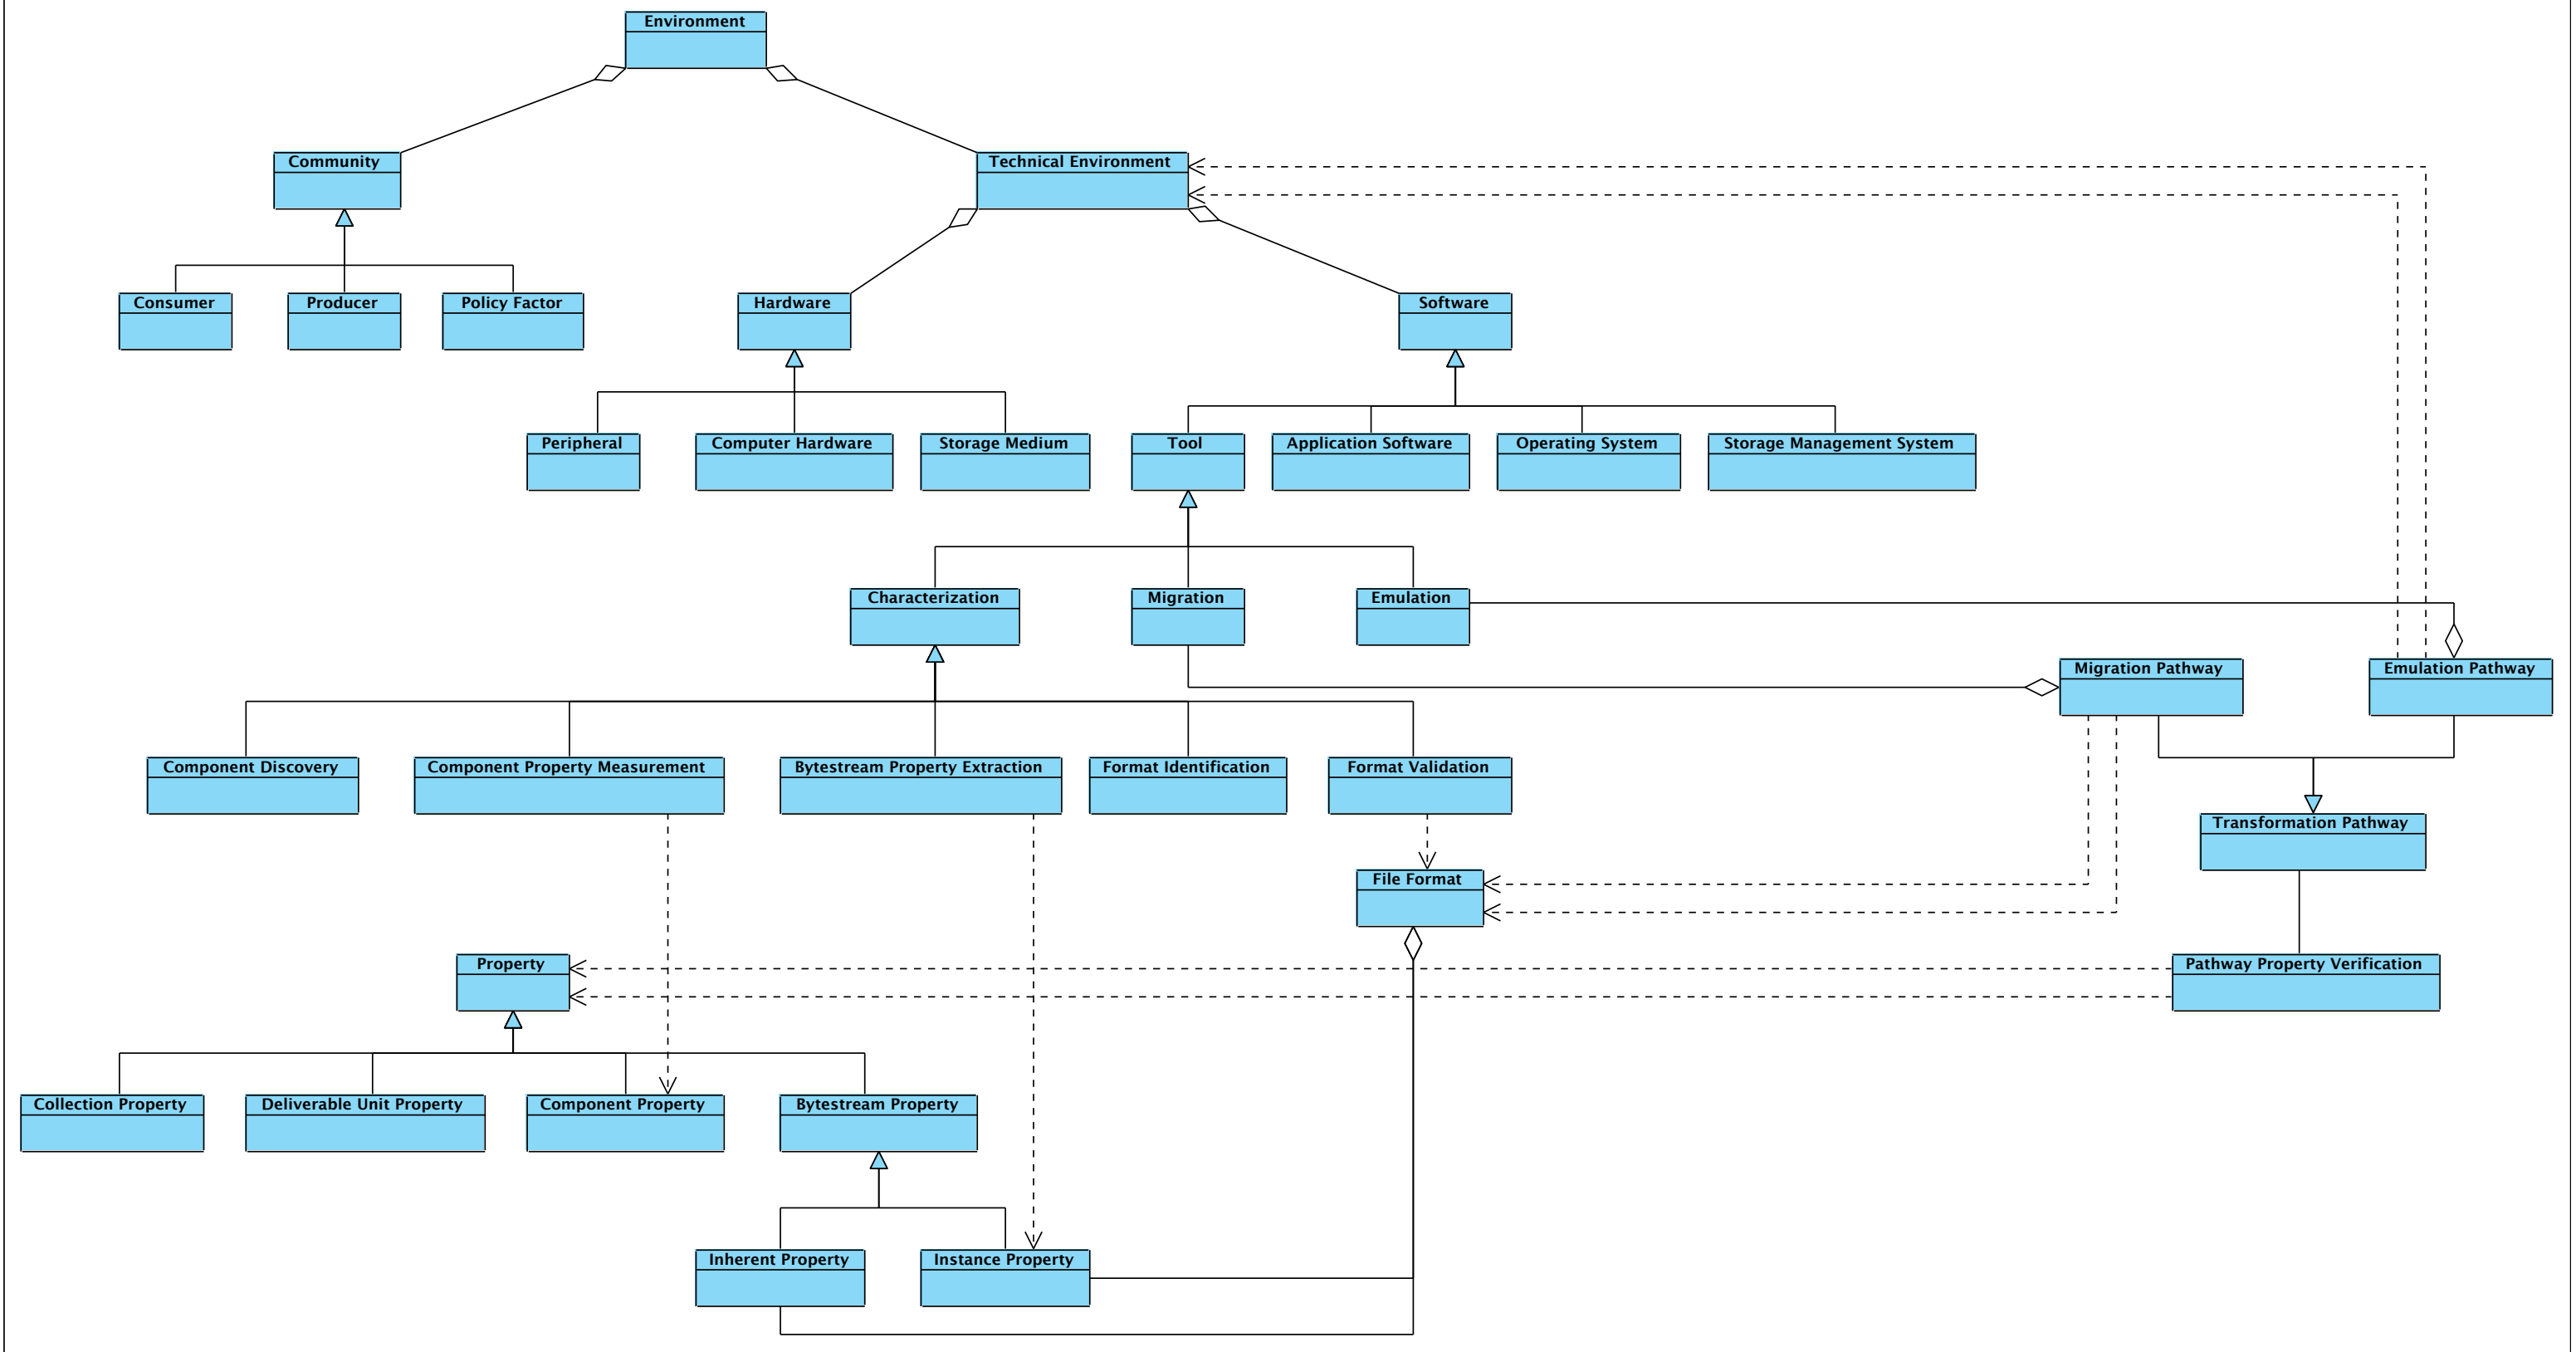 Environment
Community
Technical Environment
Consumer
Producer
Policy Factor
Hardware
Software
Peripheral
Computer Hardware
Storage Medium
Tool
Application Software
Operating System
Storage Management System
Characterization
Migration
Emulation
Migration Pathway
Emulation Pathway
Component Discovery
Component Property Measurement
Bytestream Property Extraction
Format Identification
Format Validation
Transformation Pathway
File Format
Property
Pathway Property Verification
Collection Property
Deliverable Unit Property
Component Property
Bytestream Property
Inherent Property
Instance Property